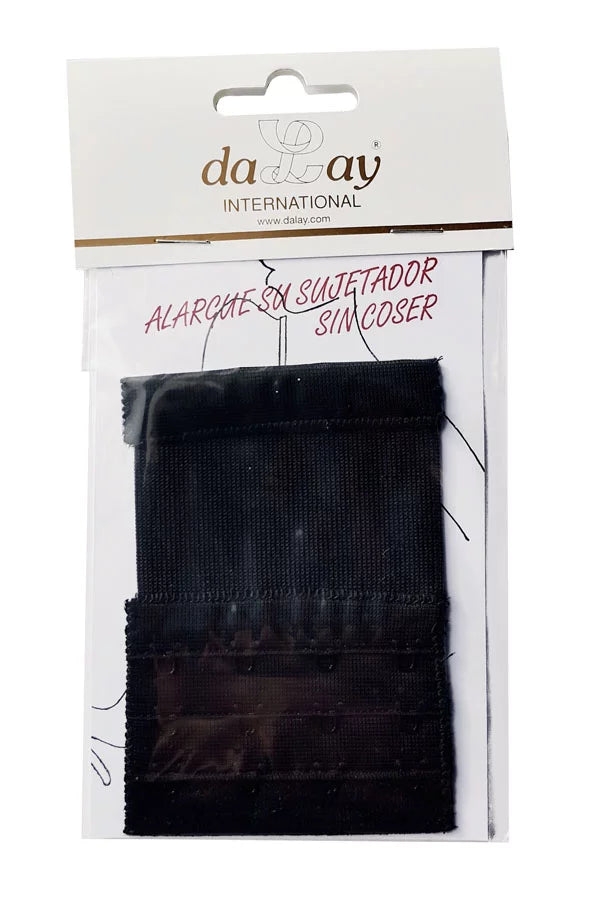 daLay®
INTERNATIONAL
www.dalay.com
ALARGUE SU SUJETADOR
SIN COSER